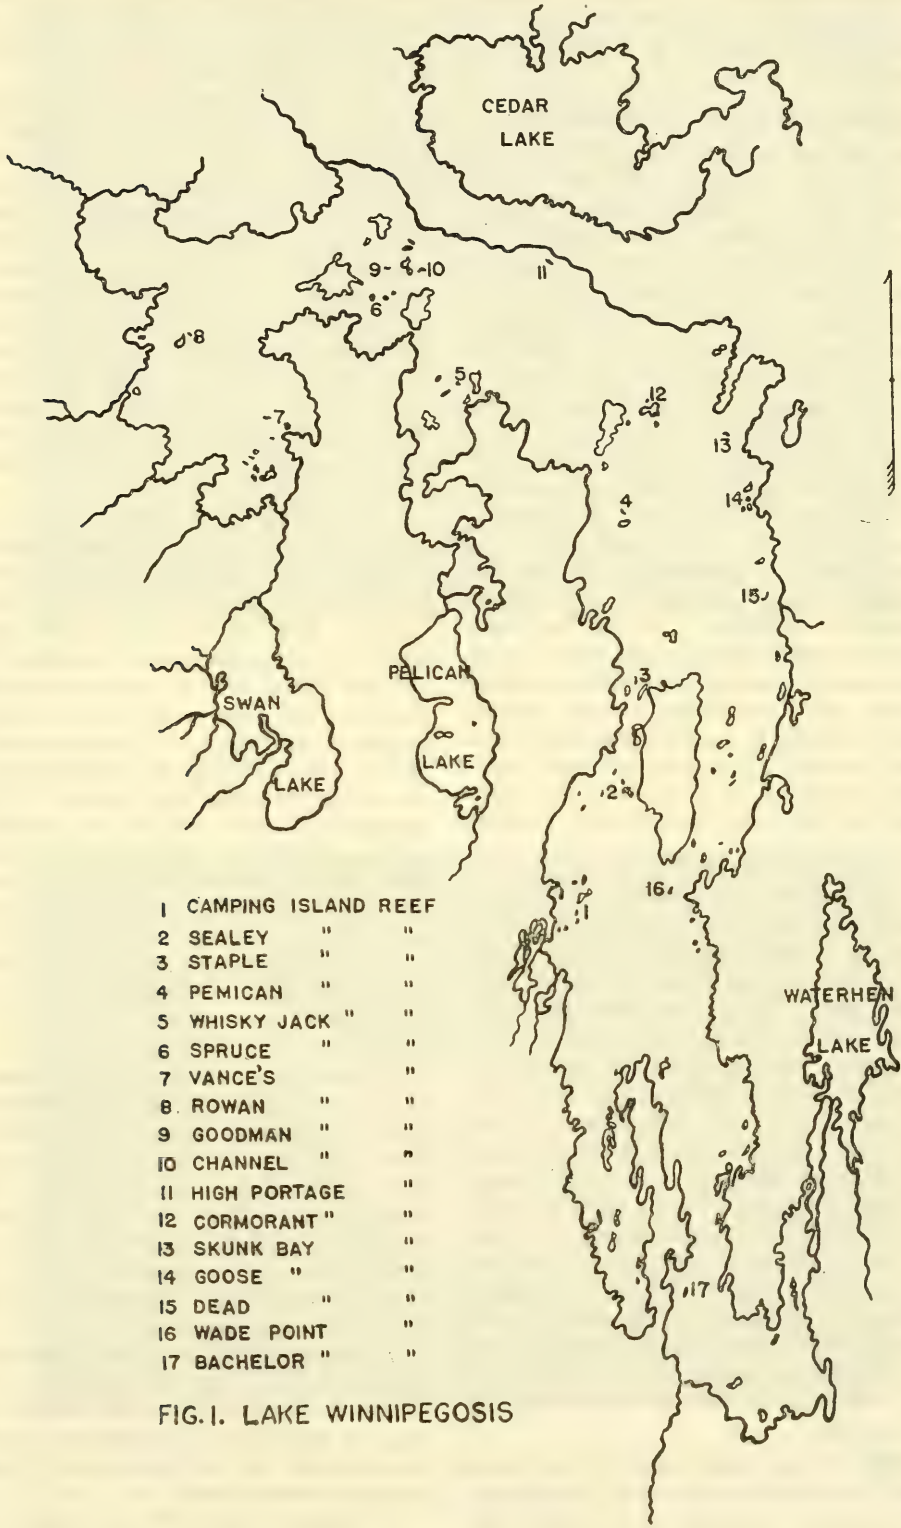 CEDAR
LAKE
9 10
11
6
8
5
12
7
13
4
14
15
PELICAN
3
SWAN
LAKE
LAKE
2
16
1
WATERHEN
LAKE
17
1 CAMPING ISLAND REEF
2 SEALEY " "
3 STAPLE " "
4 PEMICAN " "
5 WHISKY JACK " "
6 SPRUCE " "
7 VANCE'S "
8. ROWAN " "
9 GOODMAN " "
10 CHANNEL " "
11 HIGH PORTAGE "
12 CORMORANT " "
13 SKUNK BAY "
14 GOOSE " "
15 DEAD " "
16 WADE POINT "
17 BACHELOR " "
FIG. 1. LAKE WINNIPEGOSIS